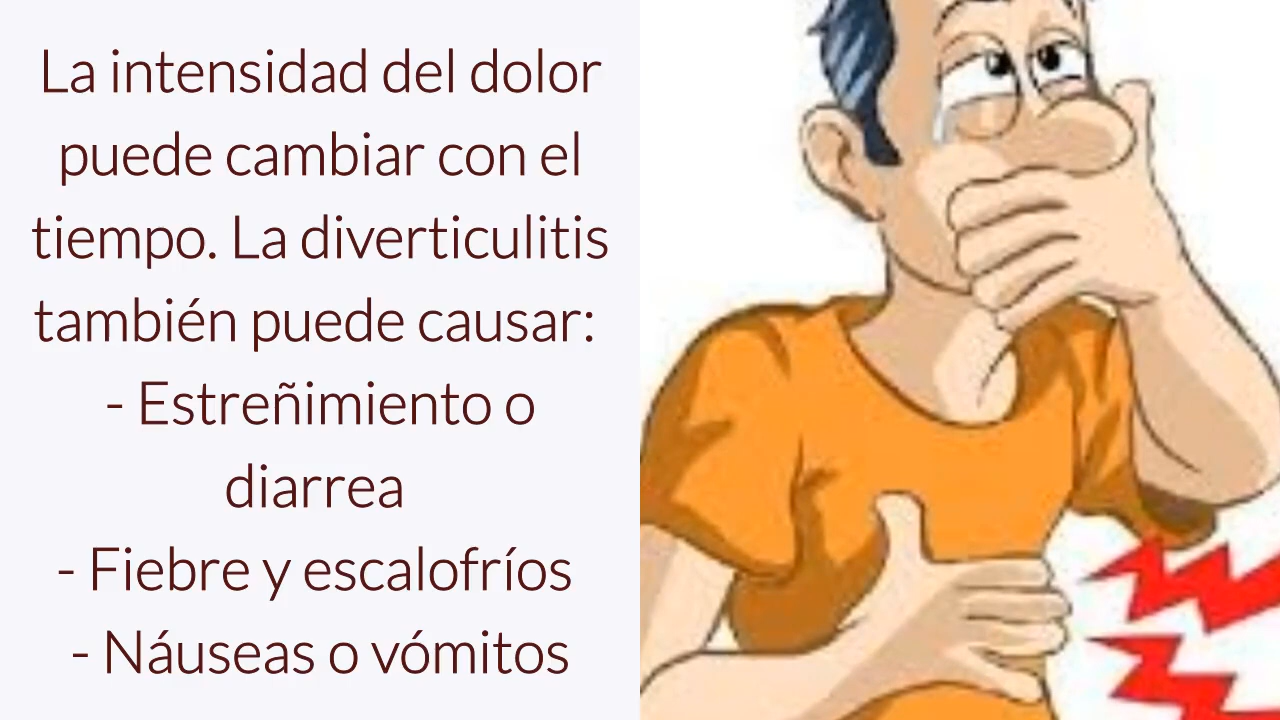 La intensidad del dolor
puede cambiar con el
tiempo. La diverticulitis
también puede causar:
- Estreñimiento o
diarrea
- Fiebre y escalofríos
- Náuseas o vómitos